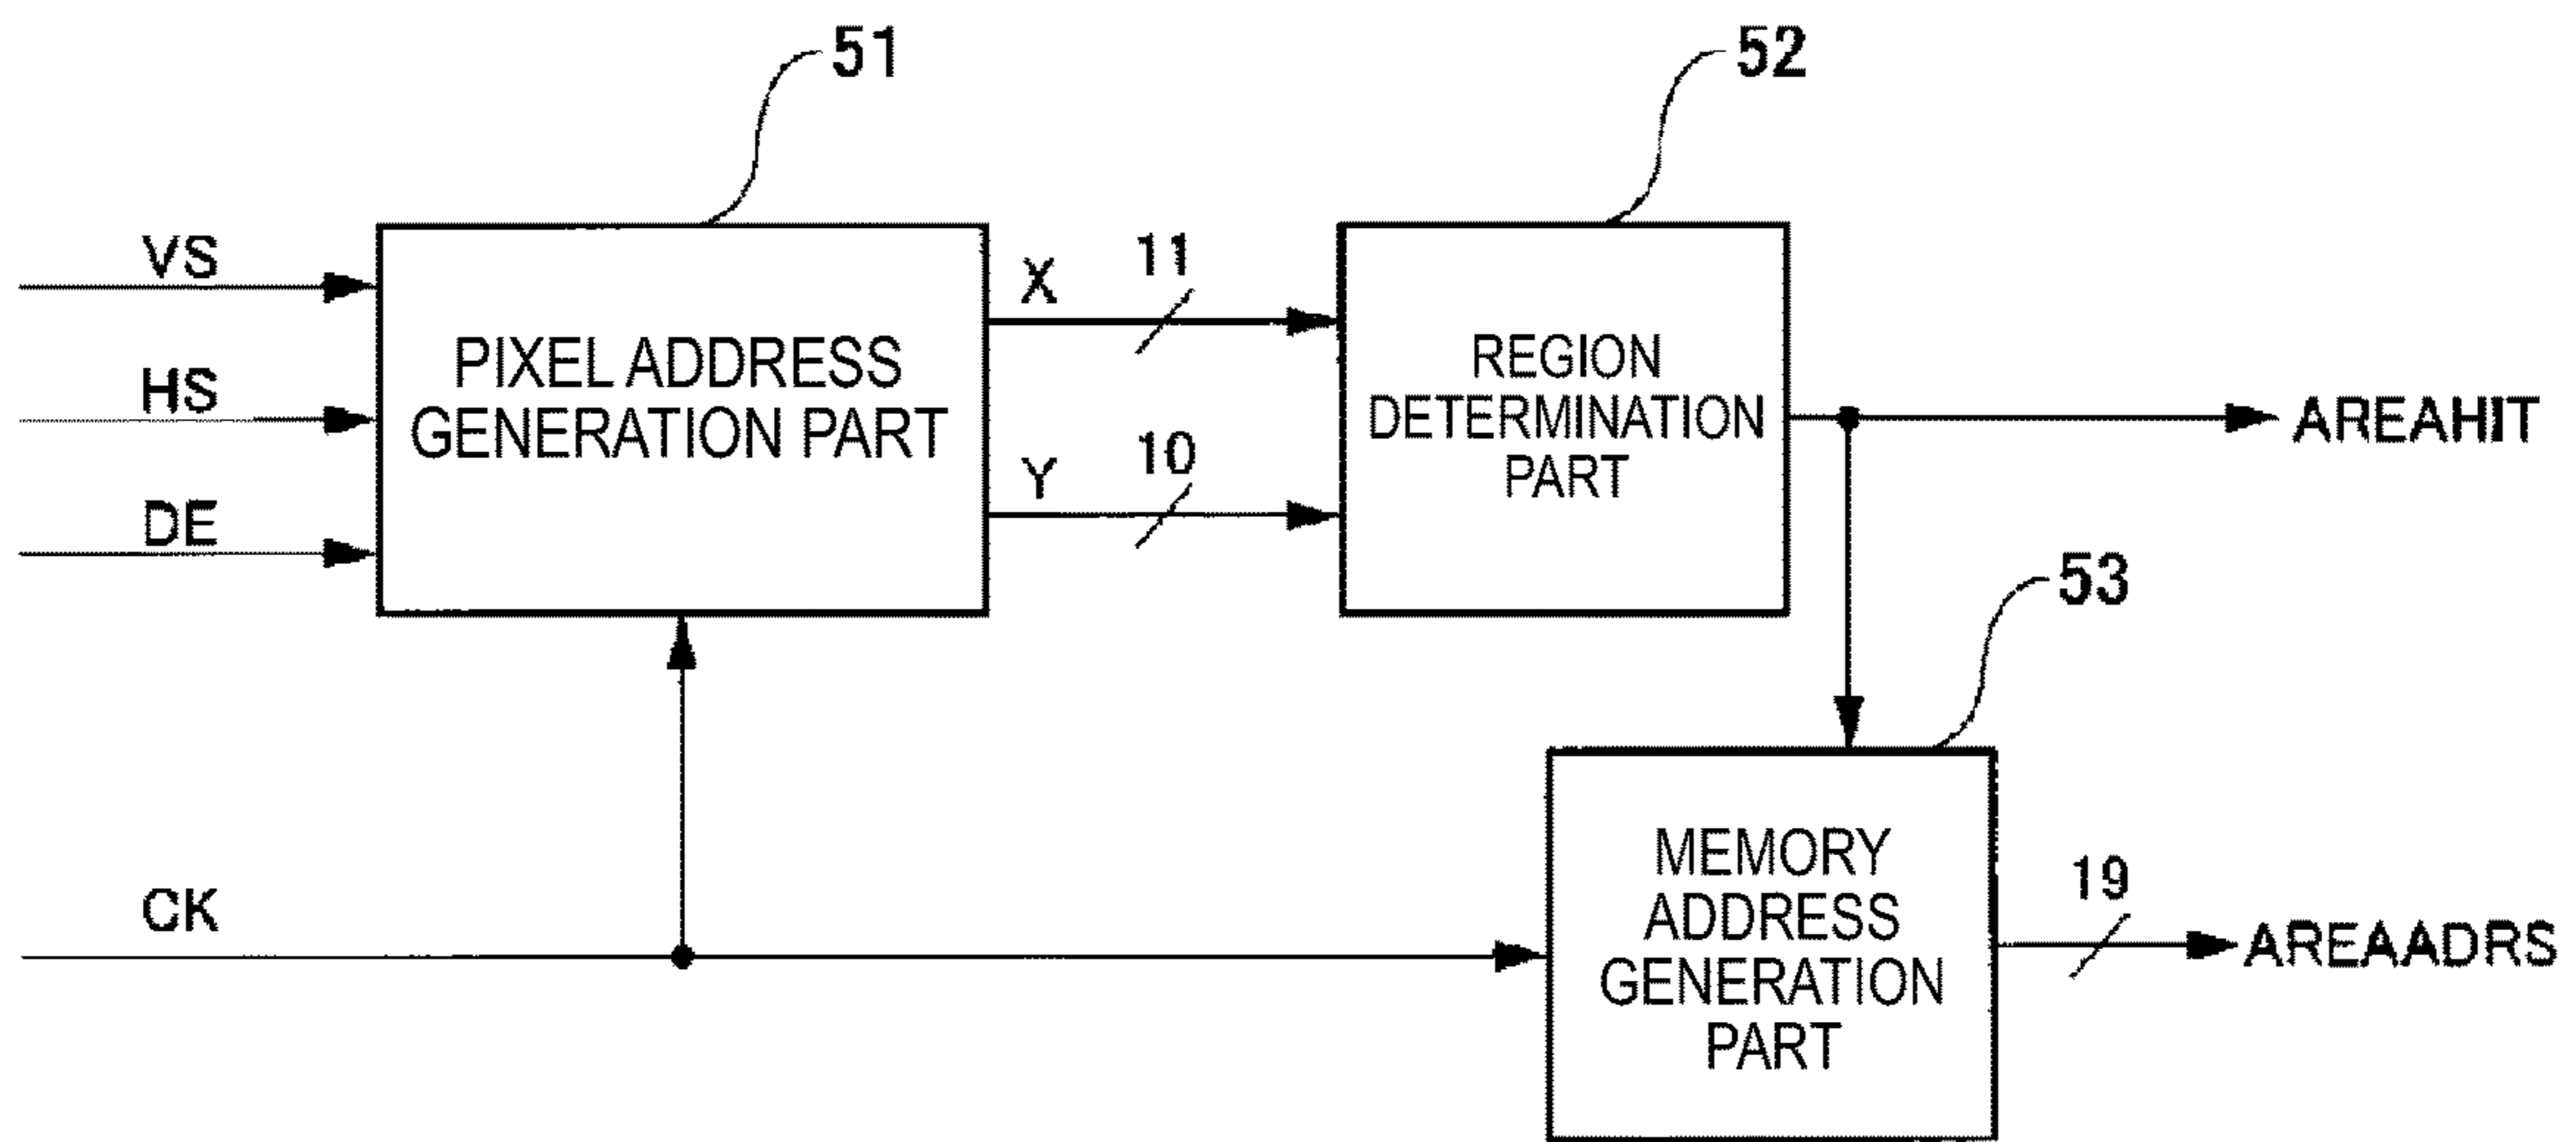 51
52
VS
HS
DE
PIXEL ADDRESS
GENERATION PART
X
11
Y
10
REGION
DETERMINATION
PART
AREAHIT
53
CK
MEMORY
ADDRESS
GENERATION
PART
19
AREAADRS